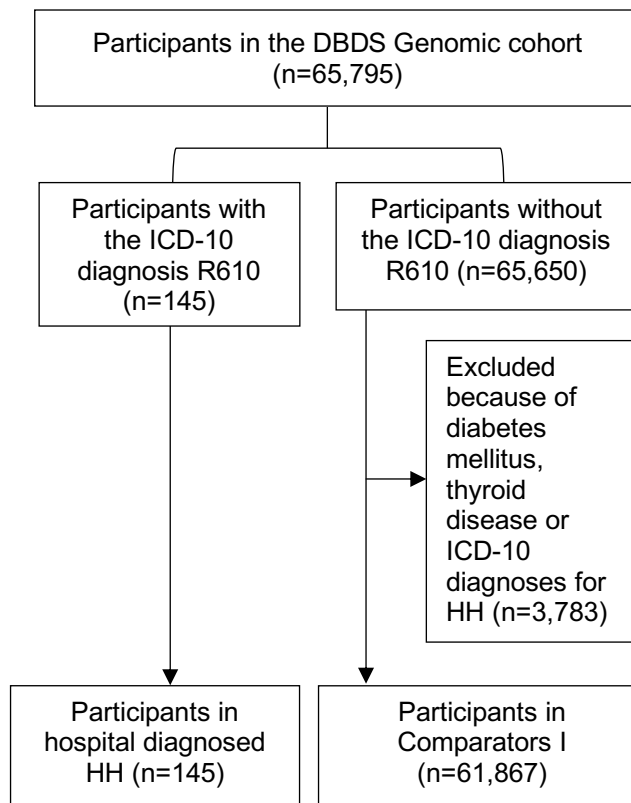 Participants in the DBDS Genomic cohort
(n=65,795)
Participants with
the ICD-10
diagnosis R610
(n=145)
Participants without
the ICD-10 diagnosis
R610 (n=65,650)
Excluded
because of
diabetes
mellitus,
thyroid
disease or
ICD-10
diagnoses for
HH (n=3,783)
Participants in
hospital diagnosed
HH (n=145)
Participants in
Comparators I
(n=61,867)